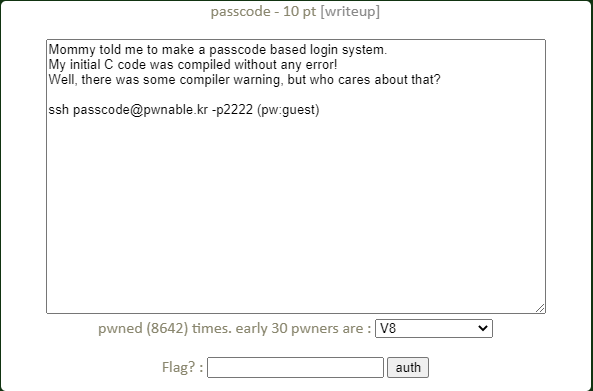 passcode - 10 pt [writeup]
Mommy told me to make a passcode based login system.
My initial C code was compiled without any error!
Well, there was some compiler warning, but who cares about that?
ssh passcode@pwnable.kr -p2222 (pw:guest)
pwned (8642) times. early 30 pwners are : V8
Flag? : auth